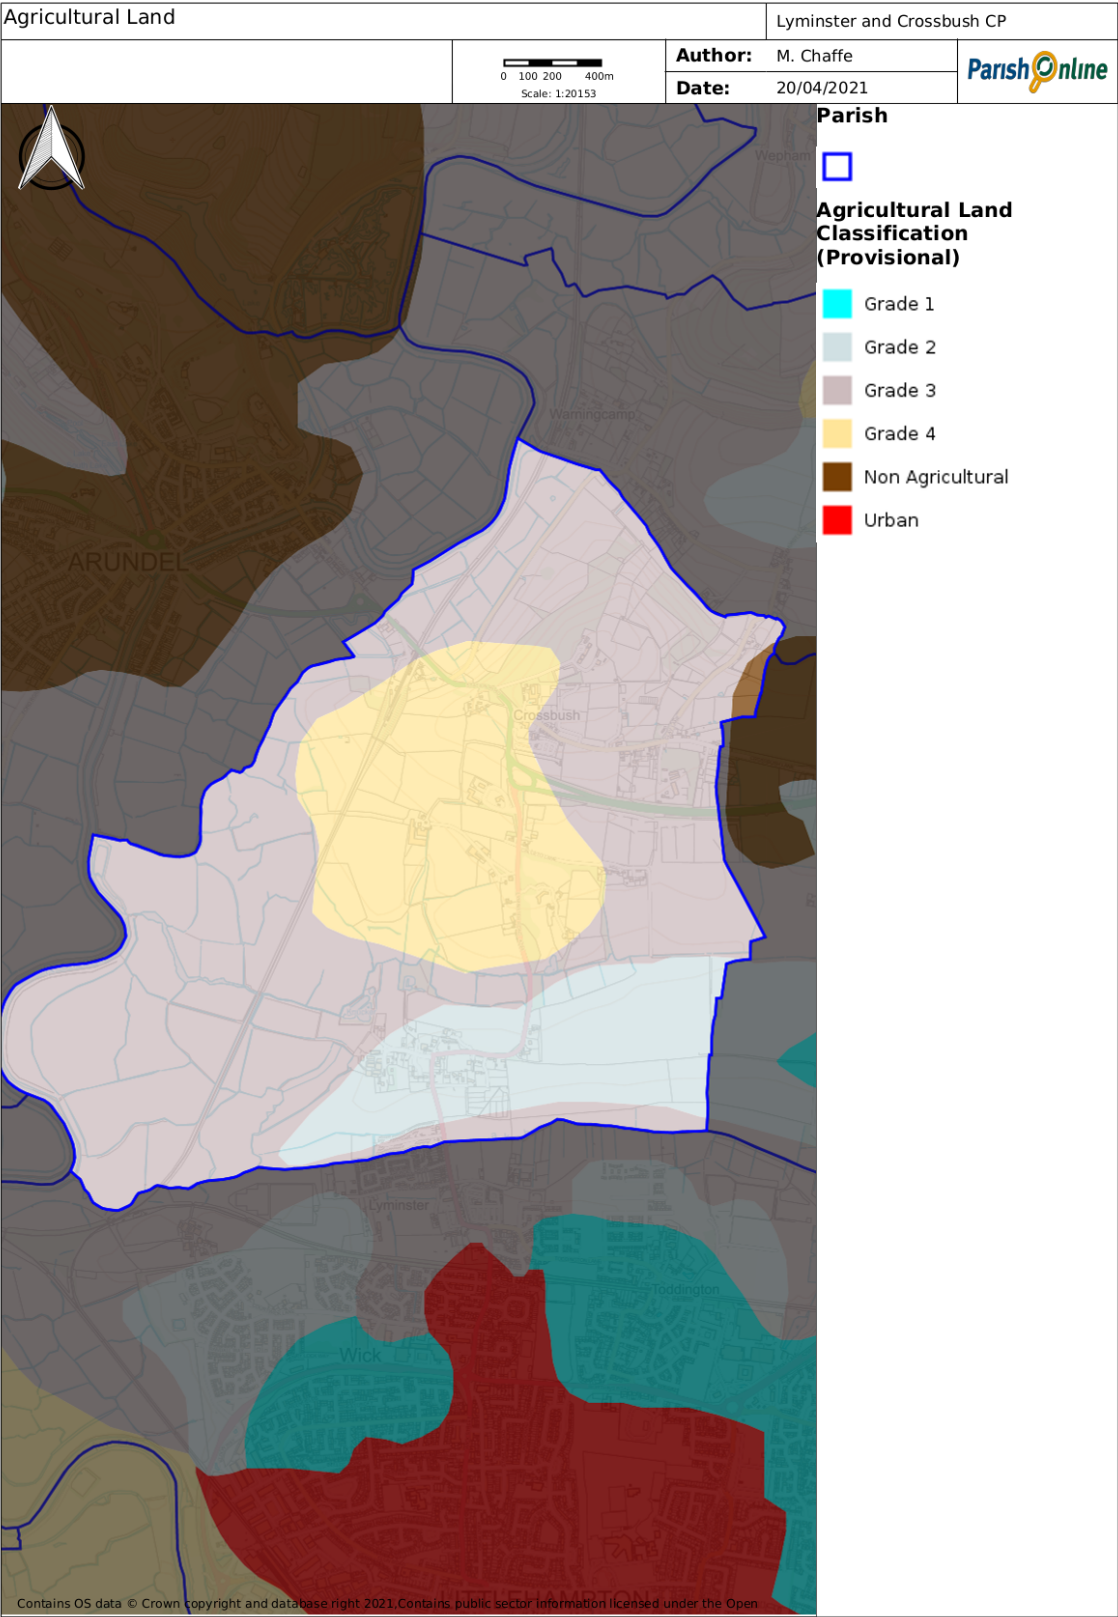 Agricultural Land
Lyminster and Crossbush CP
0 100 200 400m
Scale: 1:20153
Author: M. Chaffe
Date: 20/04/2021
Parish Online
Parish
Agricultural Land
Classification
(Provisional)
Grade 1
Grade 2
Grade 3
Grade 4
Non Agricultural
Urban
Wepham
Warningcamp
ARUNDEL
Crossbush
Lyminster
Toddington
Wick
LITTLEHAMPTON
Contains OS data © Crown copyright and database right 2021,Contains public sector information licensed under the Open